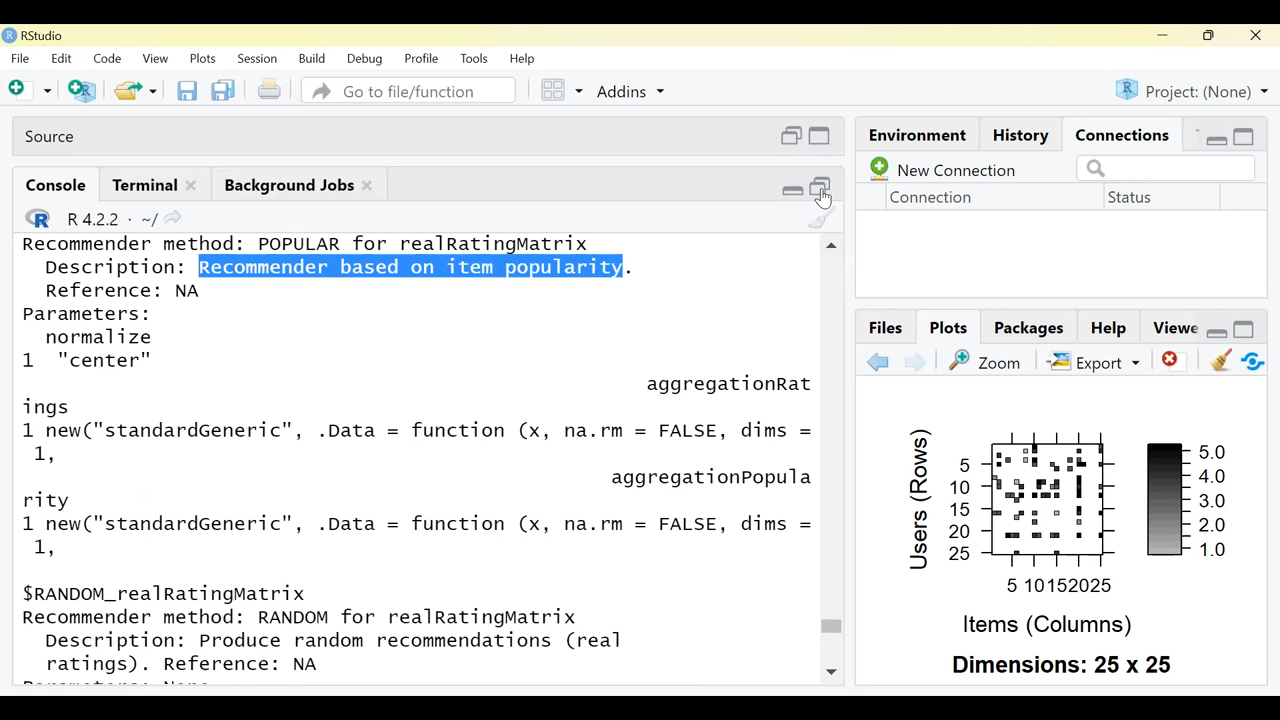 RStudio
File Edit Code View Plots Session Build Debug Profile Tools Help
Go to file/function Addins Project: (None)
Source
Console Terminal Background Jobs
R 4.2.2 · ~/
Recommender method: POPULAR for realRatingMatrix
Description: Recommender based on item popularity.
Reference: NA
Parameters:
normalize
1 "center"
aggregationRat
ings
1 new("standardGeneric", .Data = function (x, na.rm = FALSE, dims =
1,
aggregationPopula
rity
1 new("standardGeneric", .Data = function (x, na.rm = FALSE, dims =
1,
$RANDOM_realRatingMatrix
Recommender method: RANDOM for realRatingMatrix
Description: Produce random recommendations (real
ratings). Reference: NA
Environment History Connections
New Connection
Connection Status
Files Plots Packages Help Viewe
Zoom Export
Users (Rows)
5
10
15
20
25
5 10152025
Items (Columns)
Dimensions: 25 x 25
5.0
4.0
3.0
2.0
1.0